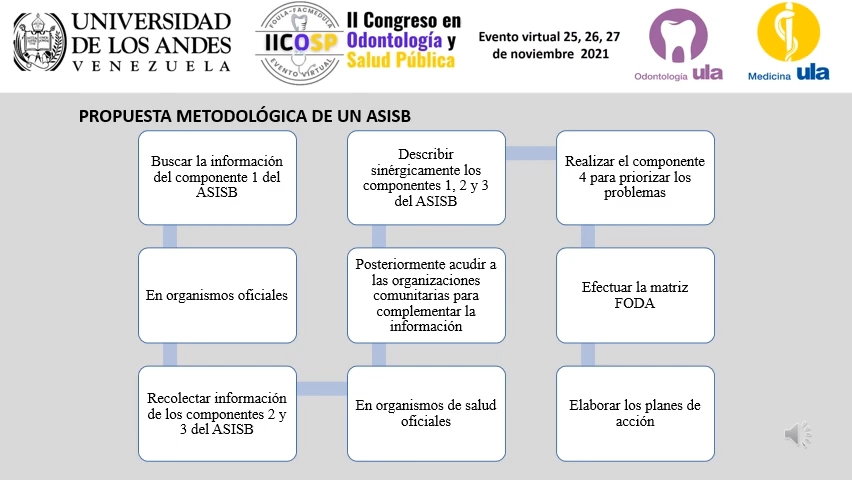 UNIVERSIDAD
DE LOS ANDES
VENEZUELA
FOULA-FACMEDULA
IICOSP
EVENTO VIRTUAL
II Congreso en
Odontología y
Salud Pública
Evento virtual 25, 26, 27
de noviembre 2021
Odontología ula
Medicina ula
PROPUESTA METODOLÓGICA DE UN ASISB
Buscar la información
del componente 1 del
ASISB
En organismos oficiales
Recolectar información
de los componentes 2 y
3 del ASISB
En organismos de salud
oficiales
Posteriormente acudir a
las organizaciones
comunitarias para
complementar la
información
Describir
sinérgicamente los
componentes 1, 2 y 3
del ASISB
Realizar el componente
4 para priorizar los
problemas
Efectuar la matriz
FODA
Elaborar los planes de
acción